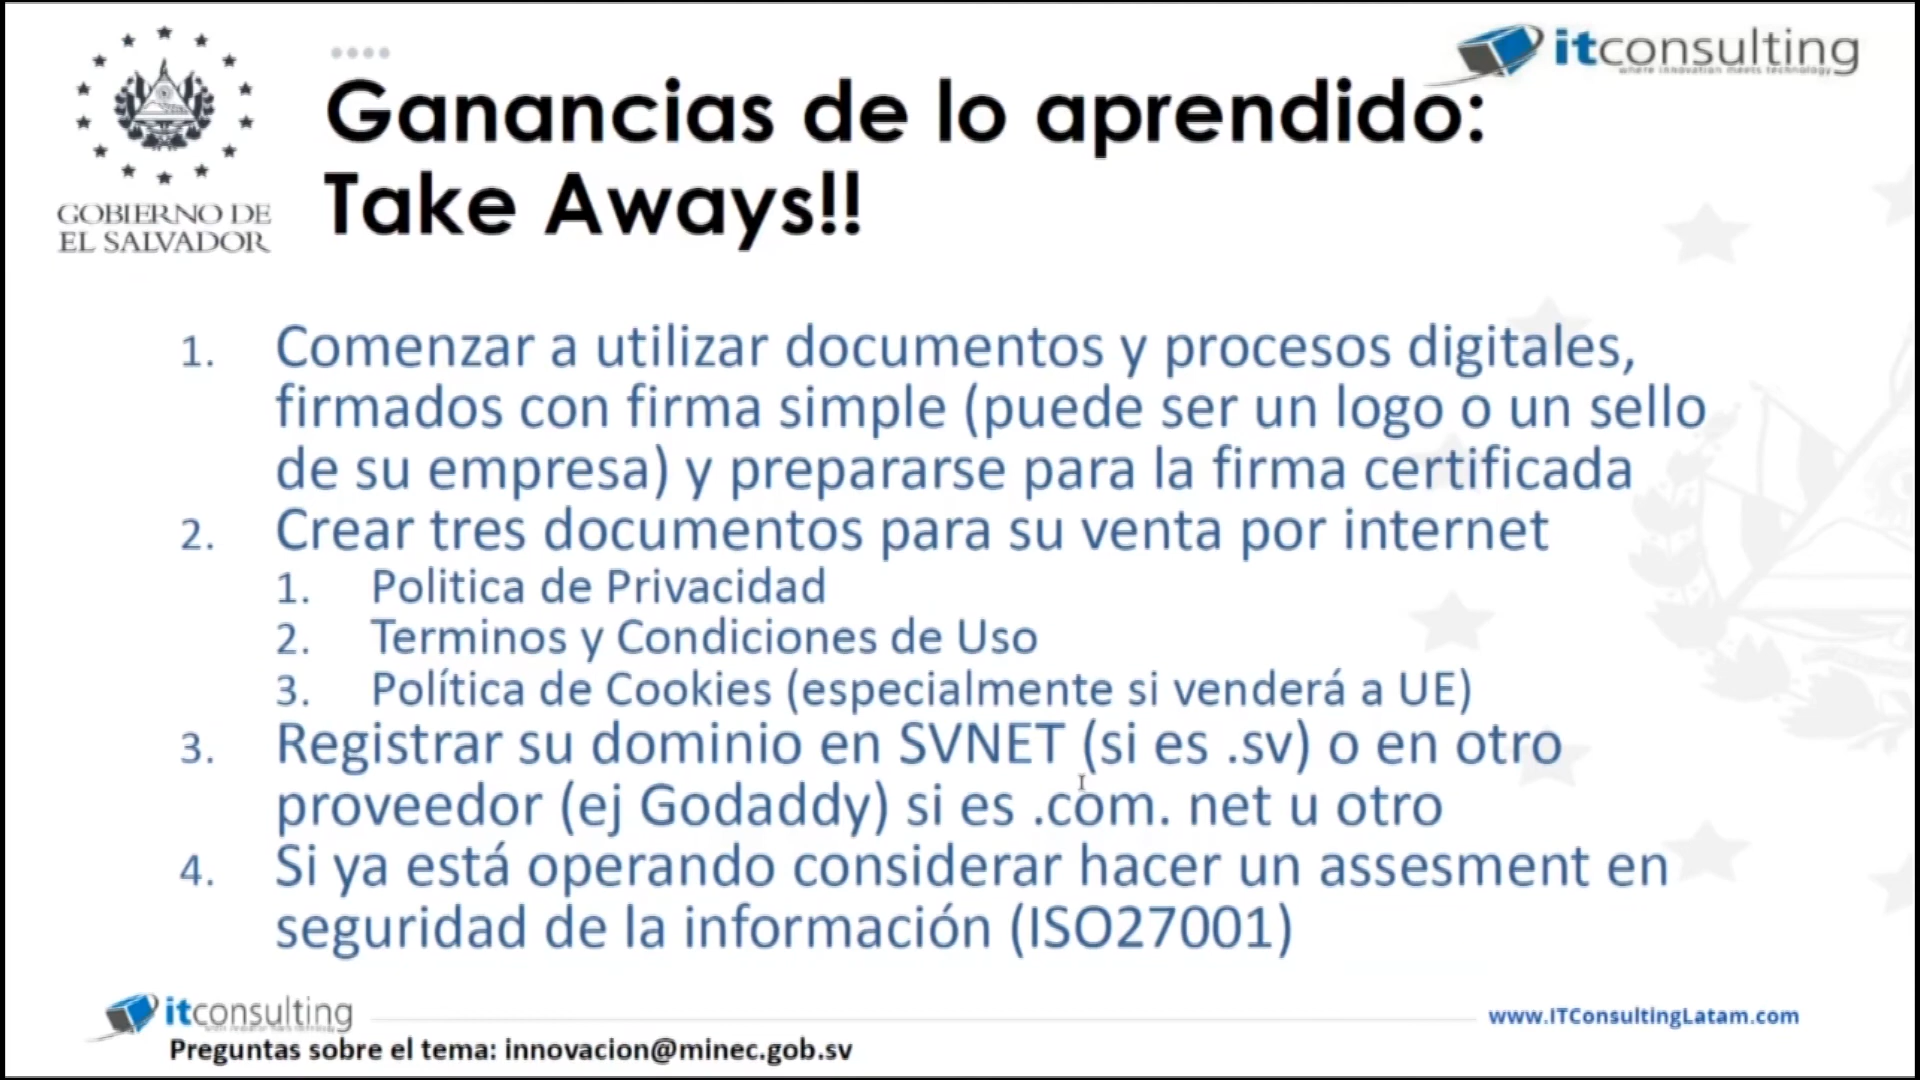 itconsulting
where innovation meets technology
Ganancias de lo aprendido:
Take Aways!!
GOBIERNO DE
EL SALVADOR
1. Comenzar a utilizar documentos y procesos digitales,
firmados con firma simple (puede ser un logo o un sello
de su empresa) y prepararse para la firma certificada
2. Crear tres documentos para su venta por internet
1. Politica de Privacidad
2. Terminos y Condiciones de Uso
3. Política de Cookies (especialmente si venderá a UE)
3. Registrar su dominio en SVNET (si es .sv) o en otro
proveedor (ej Godaddy) si es .com. net u otro
4. Si ya está operando considerar hacer un assesment en
seguridad de la información (ISO27001)
itconsulting
www.ITConsultingLatam.com
Preguntas sobre el tema: innovacion@minec.gob.sv